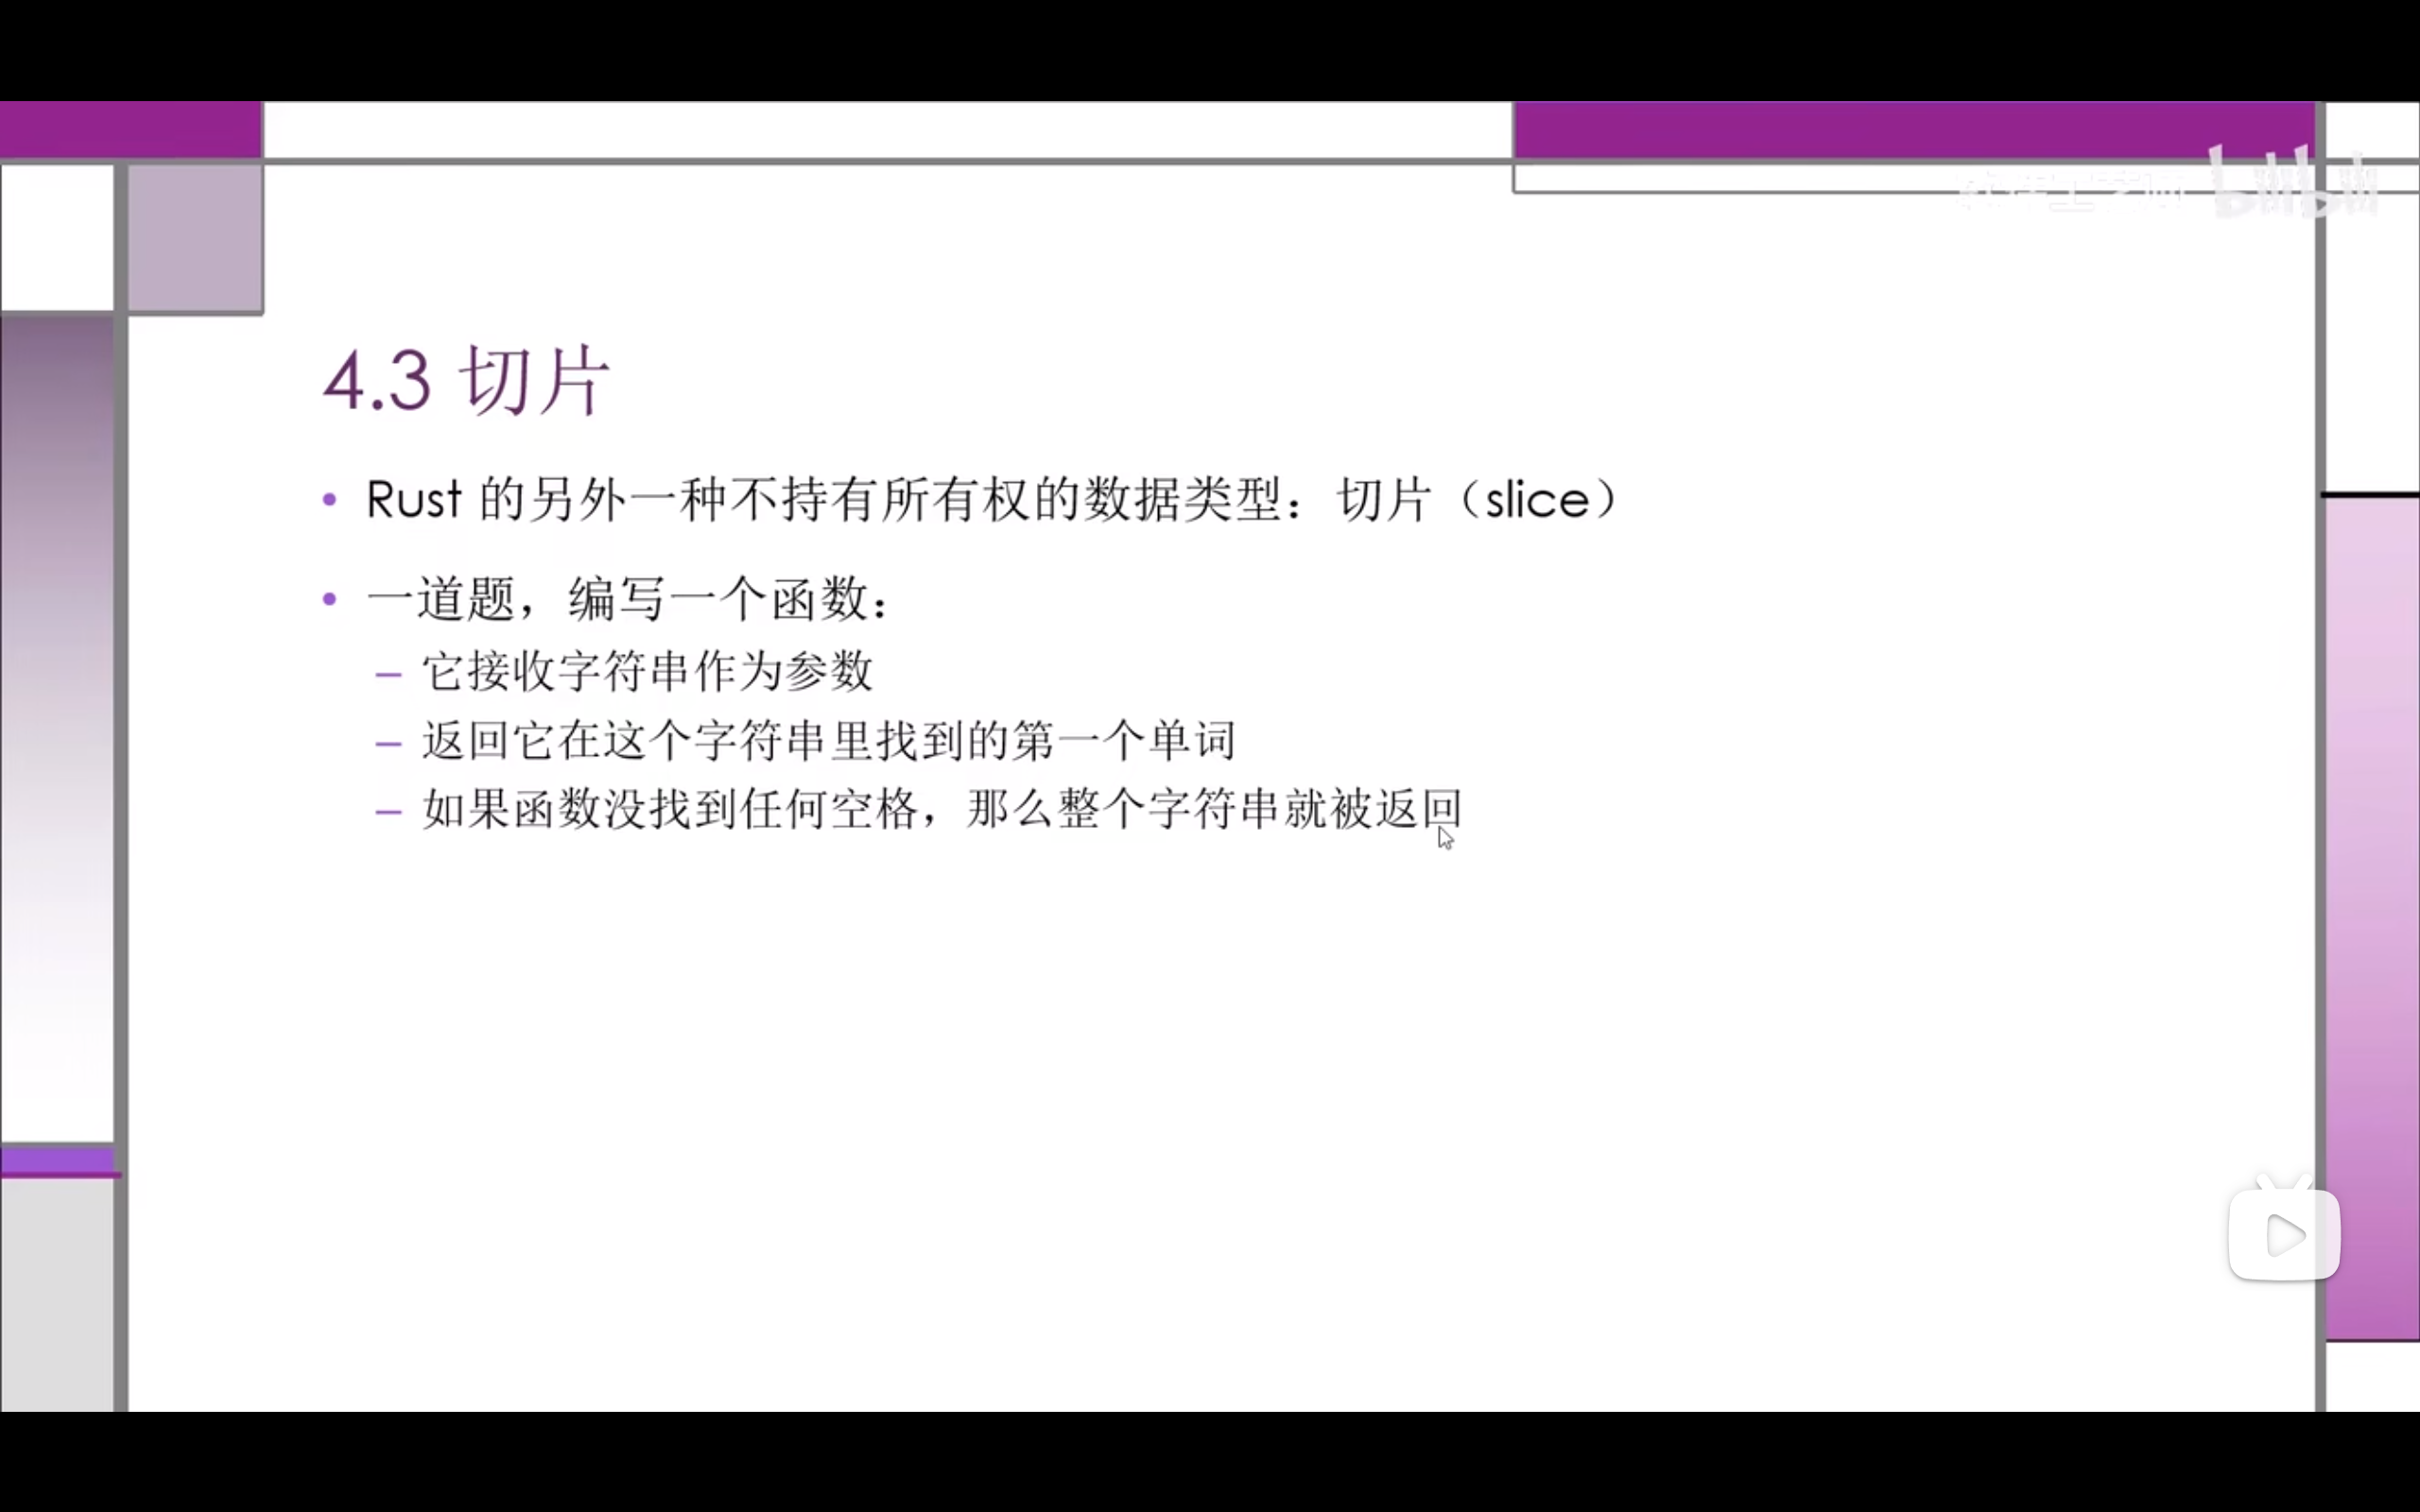 bilibili
4.3 切片
• Rust 的另外一种不持有所有权的数据类型：切片（slice）
• 一道题，编写一个函数：
– 它接收字符串作为参数
– 返回它在这个字符串里找到的第一个单词
– 如果函数没找到任何空格，那么整个字符串就被返回